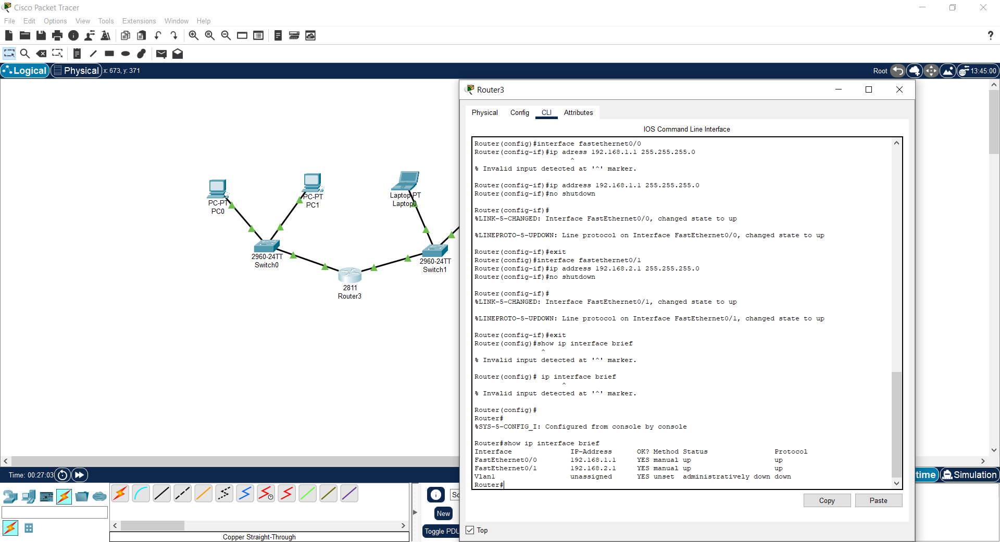 Cisco Packet Tracer
File Edit Options View Tools Extensions Window Help
Logical Physical x: 673, y: 371
Root 13:45:00
PC-PT
PC0
PC-PT
PC1
Laptop-PT
Laptop0
2960-24TT
Switch0
2960-24TT
Switch1
2811
Router3
Router3
Physical Config CLI Attributes
IOS Command Line Interface
Router(config)#interface fastethernet0/0
Router(config-if)#ip adress 192.168.1.1 255.255.255.0
^
% Invalid input detected at '^' marker.
Router(config-if)#ip address 192.168.1.1 255.255.255.0
Router(config-if)#no shutdown
Router(config-if)#
%LINK-5-CHANGED: Interface FastEthernet0/0, changed state to up
%LINEPROTO-5-UPDOWN: Line protocol on Interface FastEthernet0/0, changed state to up
Router(config-if)#exit
Router(config)#interface fastethernet0/1
Router(config-if)#ip address 192.168.2.1 255.255.255.0
Router(config-if)#no shutdown
Router(config-if)#
%LINK-5-CHANGED: Interface FastEthernet0/1, changed state to up
%LINEPROTO-5-UPDOWN: Line protocol on Interface FastEthernet0/1, changed state to up
Router(config-if)#exit
Router(config)#show ip interface brief
^
% Invalid input detected at '^' marker.
Router(config)# ip interface brief
^
% Invalid input detected at '^' marker.
Router(config)#
Router#
%SYS-5-CONFIG_I: Configured from console by console
Router#show ip interface brief
Interface IP-Address OK? Method Status Protocol
FastEthernet0/0 192.168.1.1 YES manual up up
FastEthernet0/1 192.168.2.1 YES manual up up
Vlan1 unassigned YES unset administratively down down
Router#
Copy Paste
Top
Time: 00:27:03
time Simulation
Sc
New
Toggle PDU
Copper Straight-Through